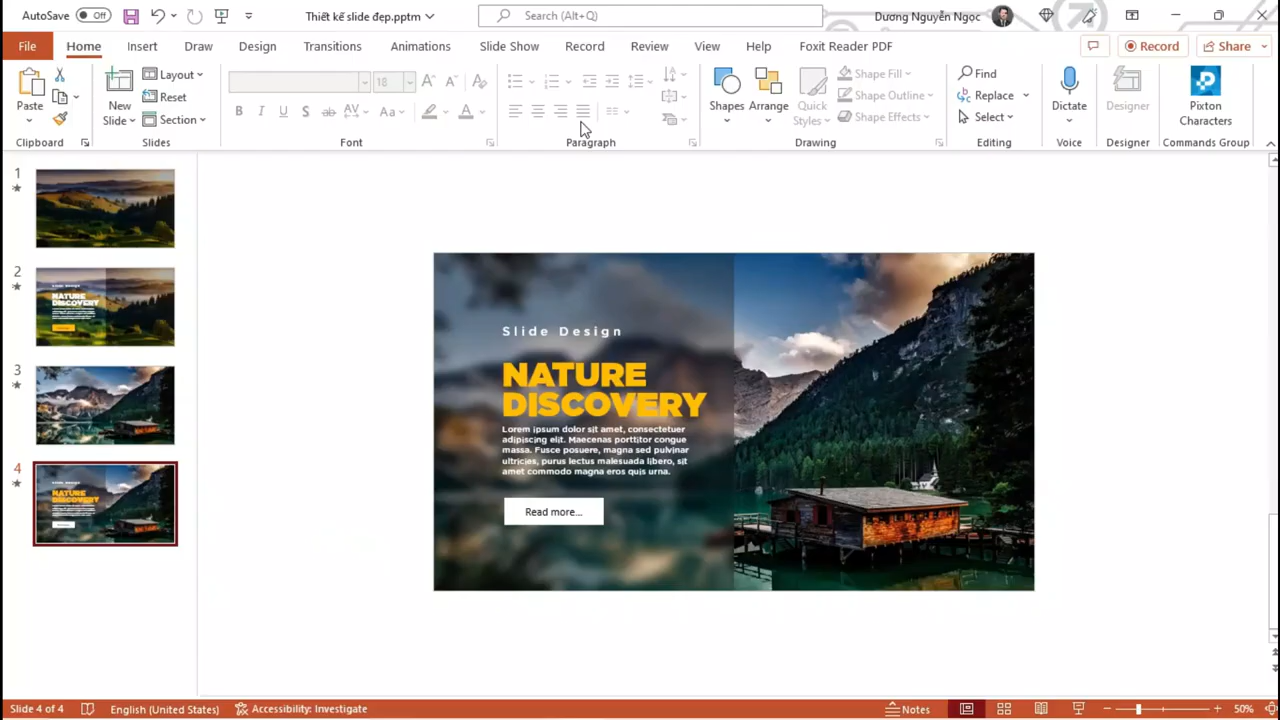 AutoSave Off Thiết kế slide đẹp.pptm Search (Alt+Q) Dương Nguyễn Ngọc
File Home Insert Draw Design Transitions Animations Slide Show Record Review View Help Foxit Reader PDF Record Share
Paste New Slide Layout Reset Section 18 B I U S ab AV Aa A Shapes Arrange Quick Styles Shape Fill Shape Outline Shape Effects Find Replace Select Dictate Designer Pixton Characters
Clipboard Slides Font Paragraph Drawing Editing Voice Designer Commands Group
1
2
3
4
Slide Design
NATURE
DISCOVERY
Lorem ipsum dolor sit amet, consectetuer
adipiscing elit. Maecenas porttitor congue
massa. Fusce posuere, magna sed pulvinar
ultricies, purus lectus malesuada libero, sit
amet commodo magna eros quis urna.
Read more...
Slide 4 of 4 English (United States) Accessibility: Investigate Notes 50%